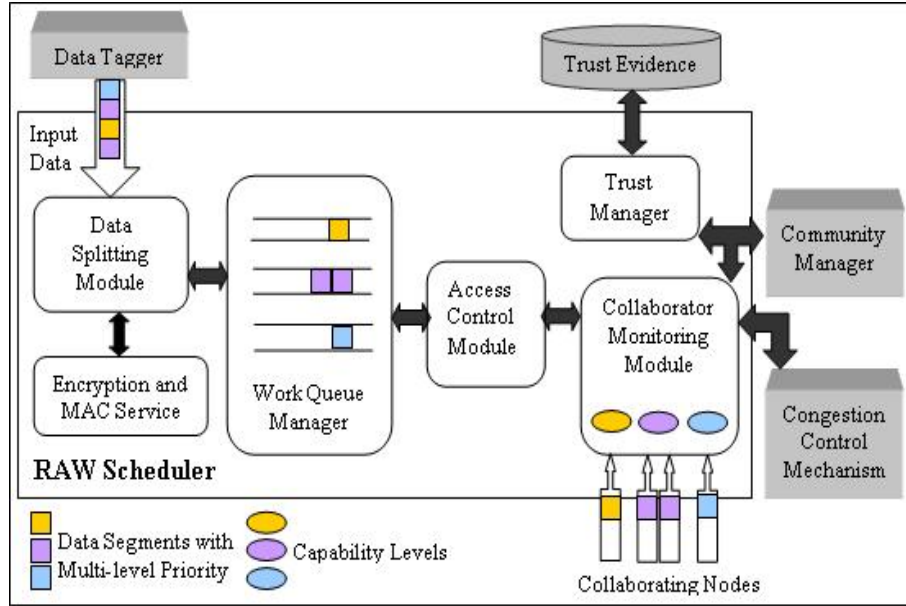 Data Tagger
Trust Evidence
Input
Data
Trust
Manager
Data
Splitting
Module
Community
Manager
Access
Control
Module
Collaborator
Monitoring
Module
Encryption and
MAC Service
Work Queue
Manager
Congestion
Control
Mechanism
RAW Scheduler
Data Segments with
Multi-level Priority
Capability Levels
Collaborating Nodes